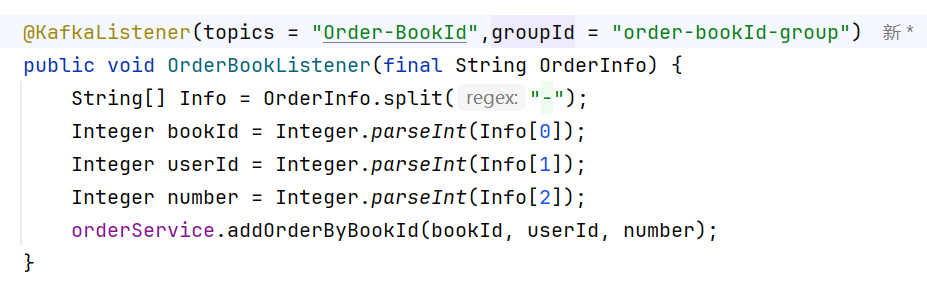 @KafkaListener(topics = "Order-BookId",groupId = "order-bookId-group") 新 *
public void OrderBookListener(final String OrderInfo) {
    String[] Info = OrderInfo.split( regex: "-");
    Integer bookId = Integer.parseInt(Info[0]);
    Integer userId = Integer.parseInt(Info[1]);
    Integer number = Integer.parseInt(Info[2]);
    orderService.addOrderByBookId(bookId, userId, number);
}